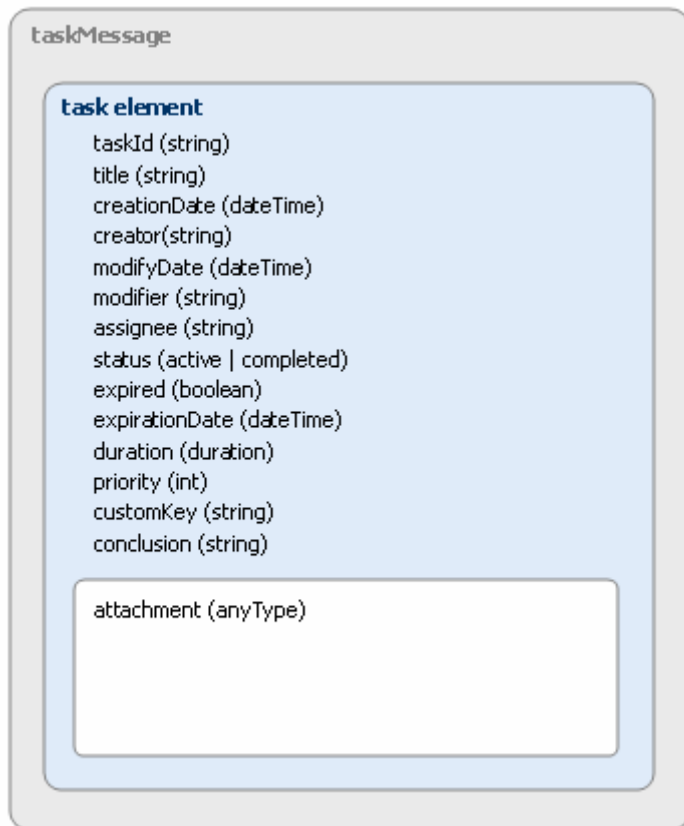 taskMessage
task element
taskId (string)
title (string)
creationDate (dateTime)
creator(string)
modifyDate (dateTime)
modifier (string)
assignee (string)
status (active | completed)
expired (boolean)
expirationDate (dateTime)
duration (duration)
priority (int)
customKey (string)
conclusion (string)
attachment (anyType)